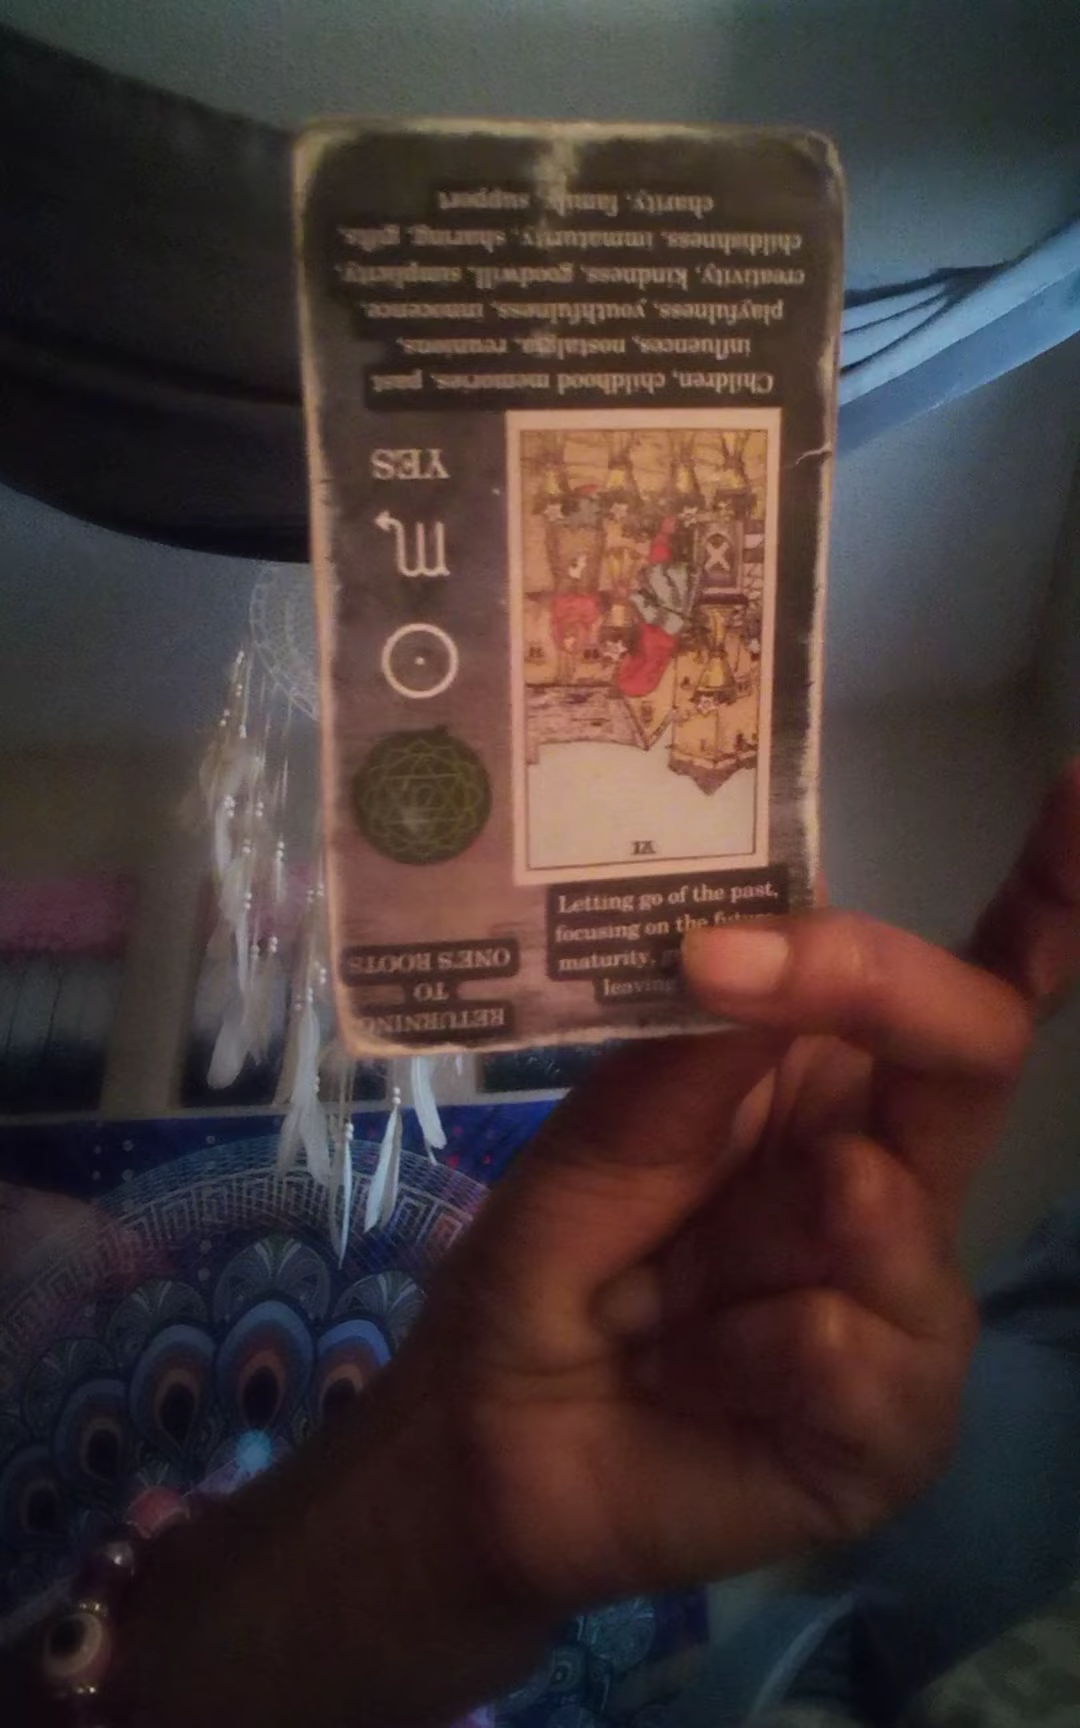 Children, childhood memories, past
influences, nostalgia, reunions,
playfulness, youthfulness, innocence,
creativity, kindness, goodwill, simplicity,
childishness, immaturity, sharing, gifts,
charity, family, support
YES
VI
RETURNING
TO
ONE'S ROOTS
Letting go of the past,
focusing on the future
maturity,
leaving